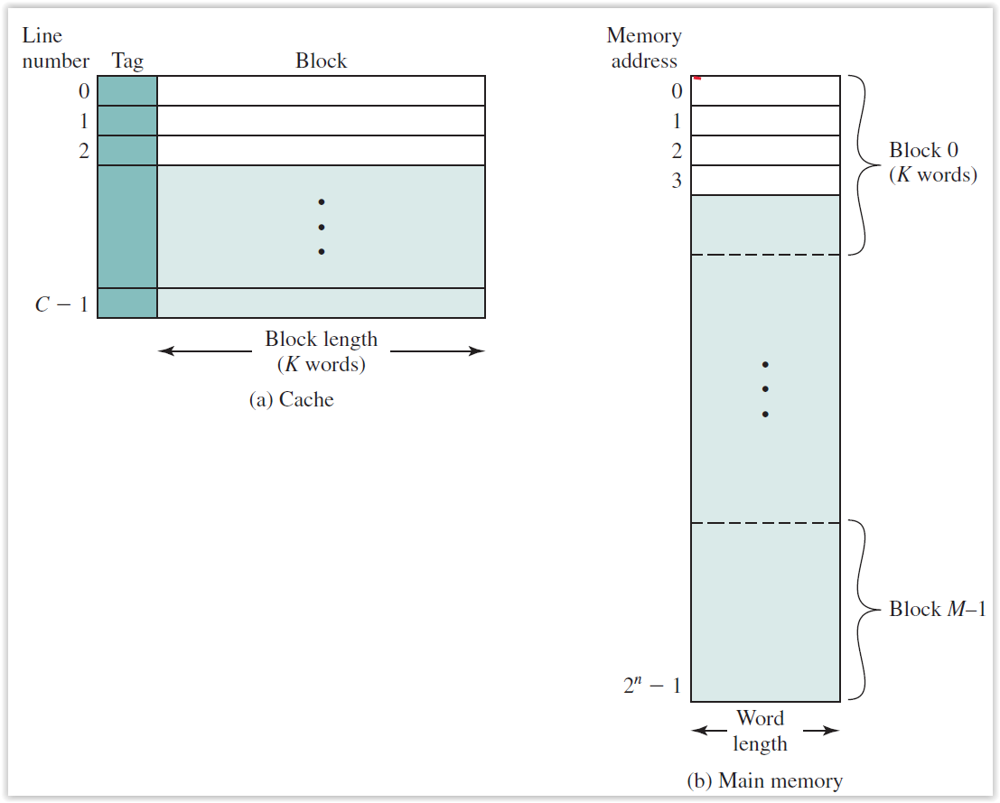 Line
number Tag Block
0
1
2
C – 1
Block length
(K words)
(a) Cache
Memory
address
0
1
2
3
Block 0
(K words)
Block M–1
2ⁿ – 1
Word
length
(b) Main memory